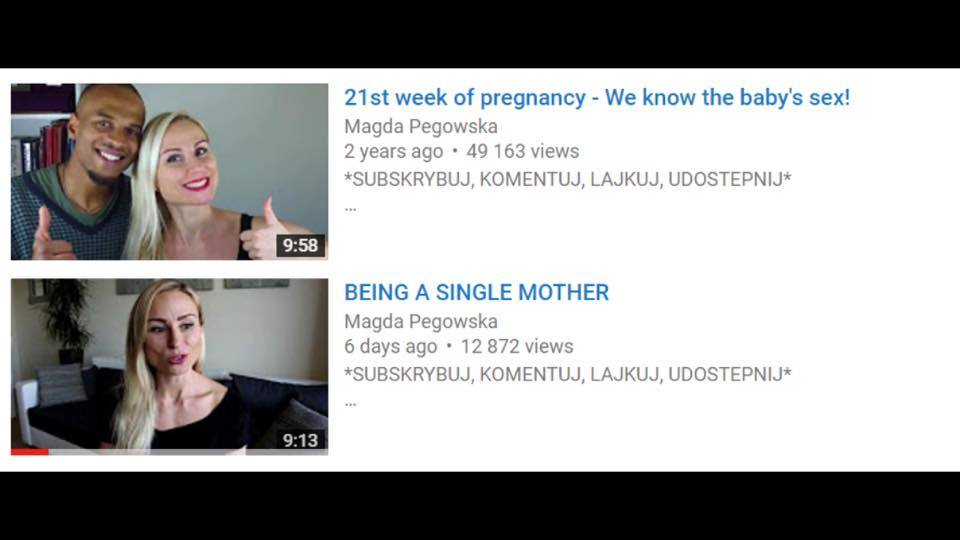 21st week of pregnancy - We know the baby's sex!
Magda Pegowska
2 years ago • 49 163 views
*SUBSKRYBUJ, KOMENTUJ, LAJKUJ, UDOSTEPNIJ*
...
9:58
BEING A SINGLE MOTHER
Magda Pegowska
6 days ago • 12 872 views
*SUBSKRYBUJ, KOMENTUJ, LAJKUJ, UDOSTEPNIJ*
...
9:13